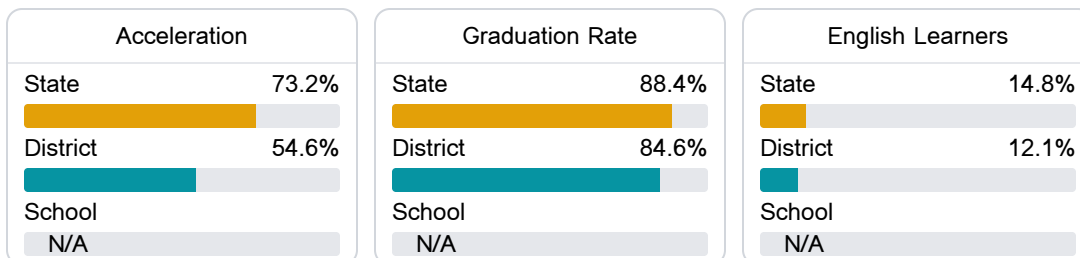 Acceleration
State 73.2%
District 54.6%
School
N/A
Graduation Rate
State 88.4%
District 84.6%
School
N/A
English Learners
State 14.8%
District 12.1%
School
N/A